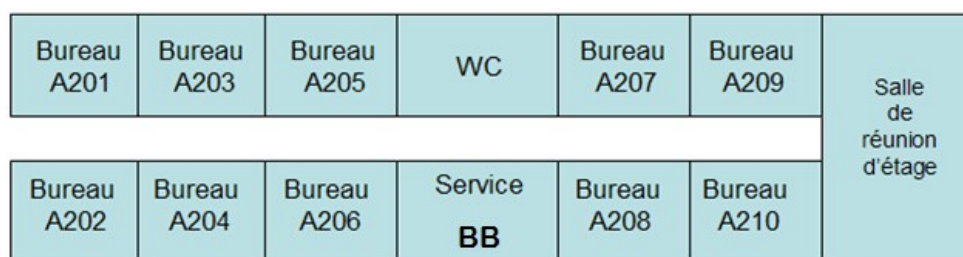 Bureau
A201
Bureau
A203
Bureau
A205
WC
Bureau
A207
Bureau
A209
Salle
de
réunion
d'étage
Bureau
A202
Bureau
A204
Bureau
A206
Service
BB
Bureau
A208
Bureau
A210